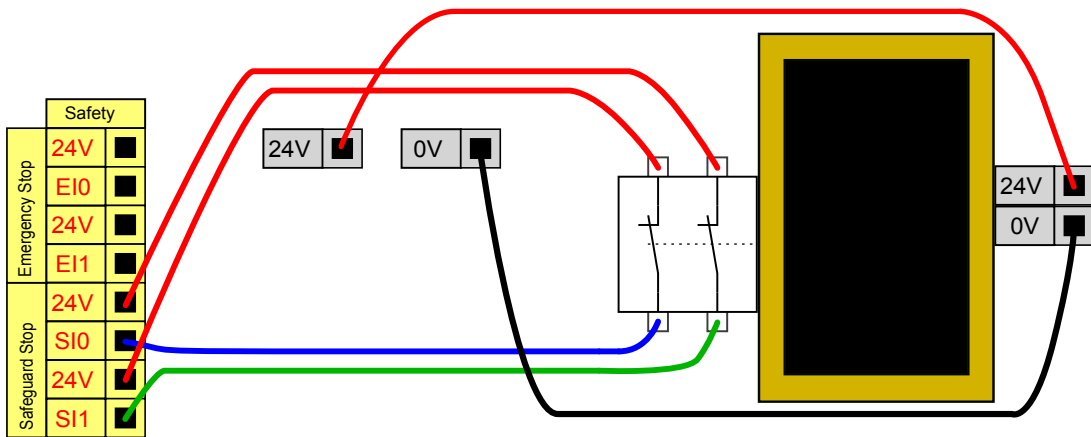 Safety
Emergency Stop
24V
EI0
24V
EI1
Safeguard Stop
24V
SI0
24V
SI1
24V
0V
24V
0V